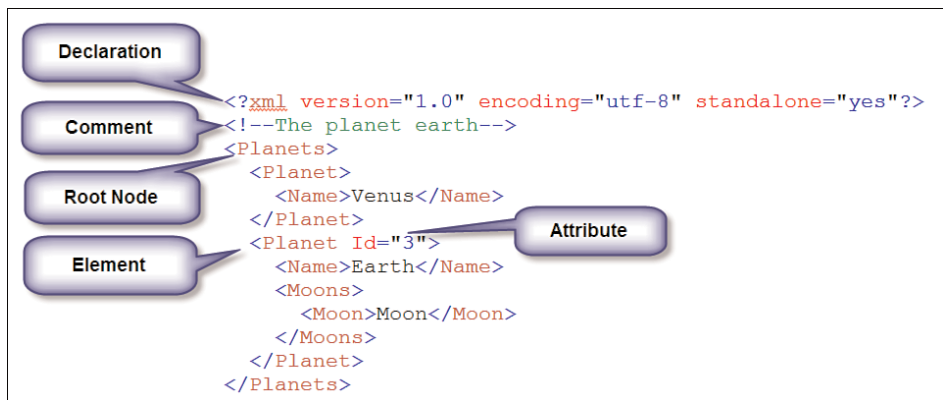 Declaration
<?xml version="1.0" encoding="utf-8" standalone="yes"?>
Comment
<!--The planet earth-->
<Planets>
<Planet>
Root Node
<Name>Venus</Name>
</Planet>
Attribute
<Planet Id="3">
Element
<Name>Earth</Name>
<Moons>
<Moon>Moon</Moon>
</Moons>
</Planet>
</Planets>